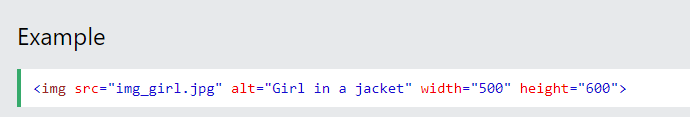 Example
<img src="img_girl.jpg" alt="Girl in a jacket" width="500" height="600">